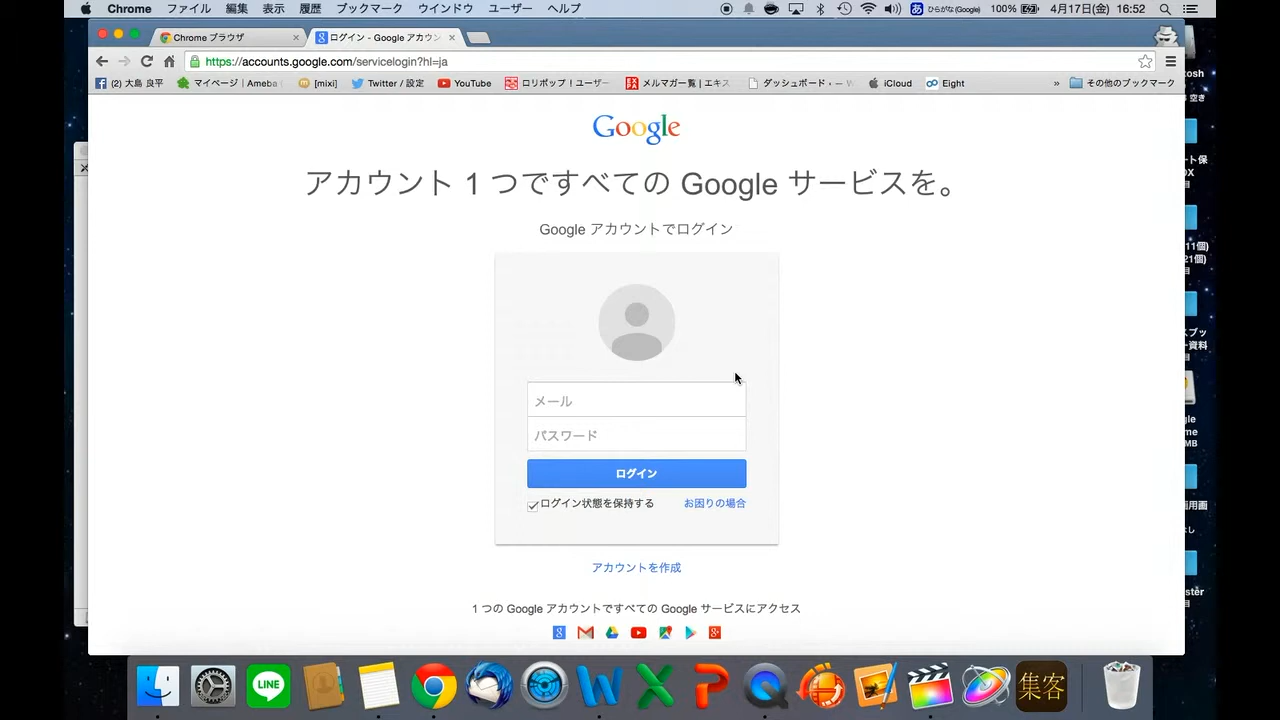 Chrome ファイル 編集 表示 履歴 ブックマーク ウインドウ ユーザー ヘルプ あ ひらがな(Google) 100% 4月17日(金) 16:52
Chrome ブラウザ ログイン - Google アカウン
https://accounts.google.com/servicelogin?hl=ja
(2) 大島 良平 マイページ | Ameba [mixi] Twitter / 設定 YouTube ロリポップ！ユーザー メルマガ一覧 | エキス ダッシュボード ‹ iCloud Eight » その他のブックマーク
Google
アカウント 1 つですべての Google サービスを。
Google アカウントでログイン
メール
パスワード
ログイン
ログイン状態を保持する お困りの場合
アカウントを作成
1 つの Google アカウントですべての Google サービスにアクセス
LINE
集客